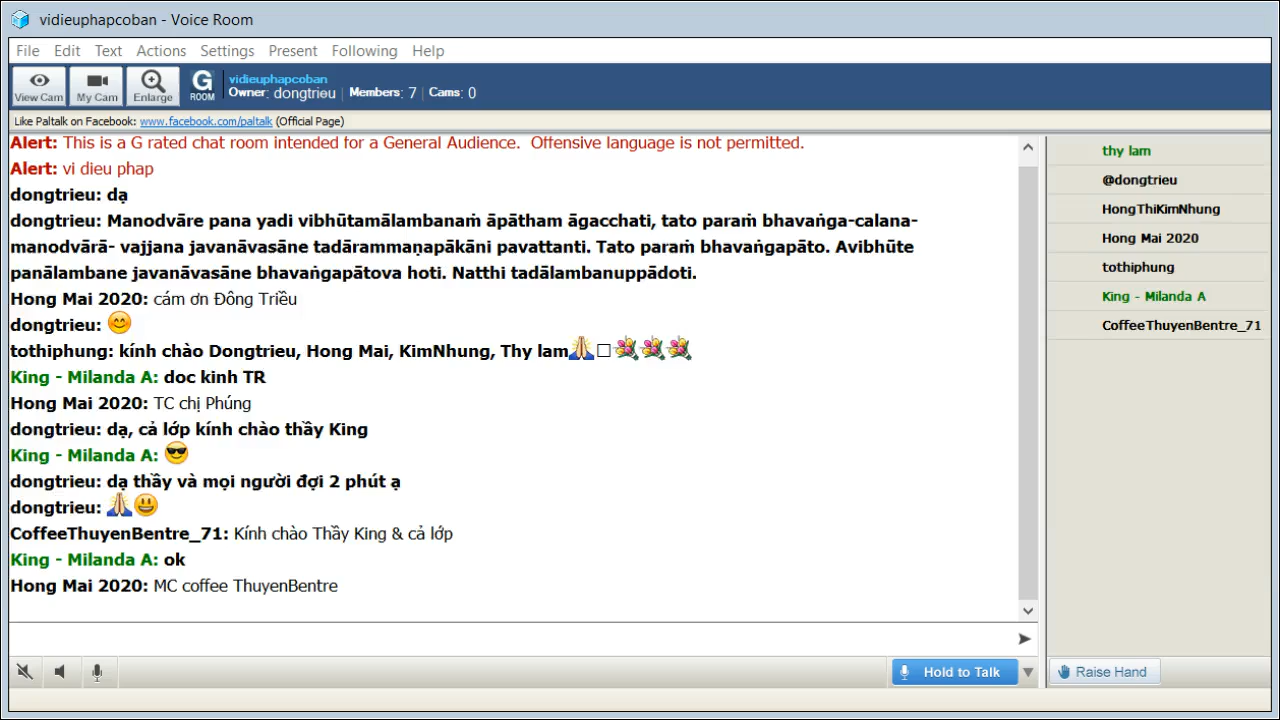 vidieuphapcoban - Voice Room
File Edit Text Actions Settings Present Following Help
View Cam My Cam Enlarge G ROOM
vidieuphapcoban
Owner: dongtrieu | Members: 7 | Cams: 0
Like Paltalk on Facebook: www.facebook.com/paltalk (Official Page)
Alert: This is a G rated chat room intended for a General Audience. Offensive language is not permitted.
Alert: vi dieu phap
dongtrieu: dạ
dongtrieu: Manodvāre pana yadi vibhūtamālambanaṁ āpātham āgacchati, tato paraṁ bhavaṅga-calana-
manodvārā- vajjana javanāvasāne tadārammaṇapākāni pavattanti. Tato paraṁ bhavaṅgapāto. Avibhūte
panālambane javanāvasāne bhavaṅgapātova hoti. Natthi tadālambanuppādoti.
Hong Mai 2020: cám ơn Đông Triều
dongtrieu: 😊
tothiphung: kính chào Dongtrieu, Hong Mai, KimNhung, Thy lam🙏□💐💐💐
King - Milanda A: doc kinh TR
Hong Mai 2020: TC chị Phúng
dongtrieu: dạ, cả lớp kính chào thầy King
King - Milanda A: 😎
dongtrieu: dạ thầy và mọi người đợi 2 phút ạ
dongtrieu: 🙏😃
CoffeeThuyenBentre_71: Kính chào Thầy King & cả lớp
King - Milanda A: ok
Hong Mai 2020: MC coffee ThuyenBentre
thy lam
@dongtrieu
HongThiKimNhung
Hong Mai 2020
tothiphung
King - Milanda A
CoffeeThuyenBentre_71
Hold to Talk
Raise Hand